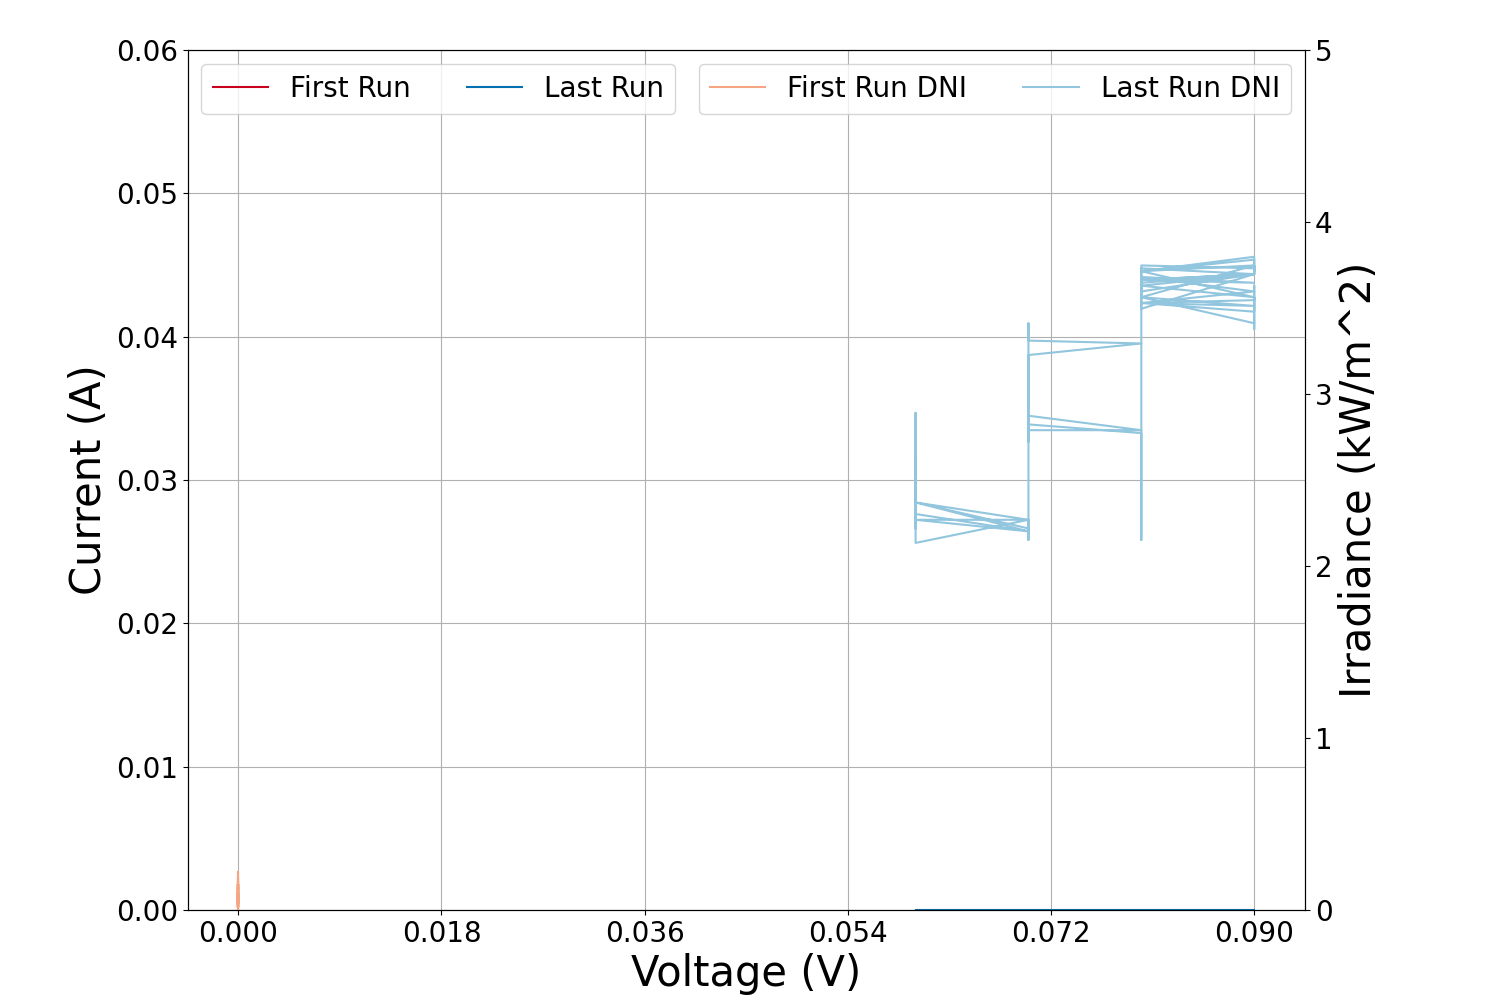 First Run
Last Run
First Run DNI
Last Run DNI
0.06
0.05
0.04
0.03
0.02
0.01
0.00
Current (A)
5
4
3
2
1
0
Irradiance (kW/m^2)
0.000 0.018 0.036 0.054 0.072 0.090
Voltage (V)